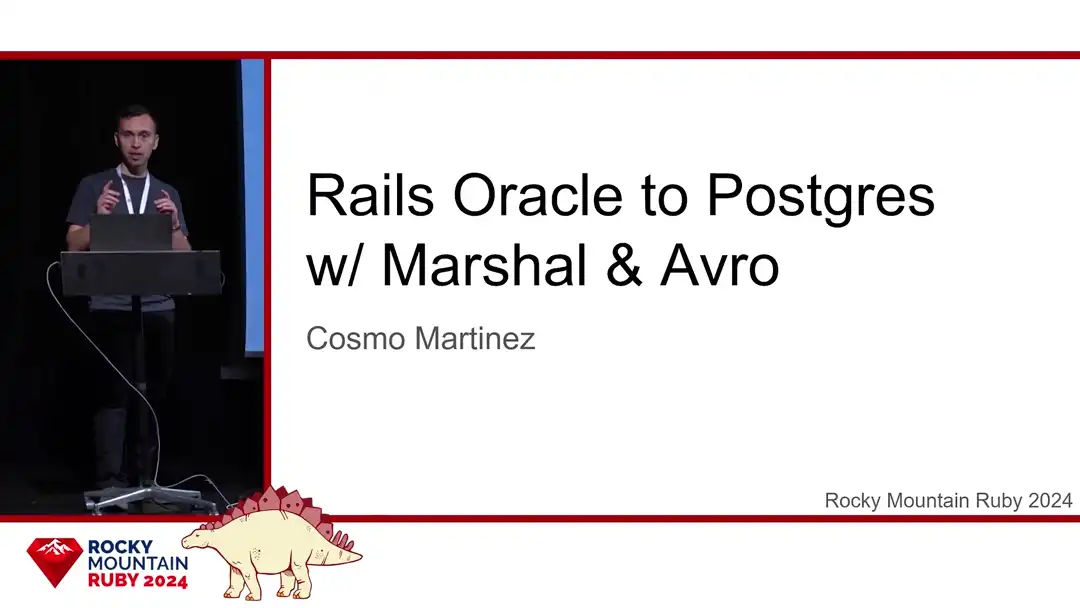 Rails Oracle to Postgres
w/ Marshal & Avro
Cosmo Martinez
Rocky Mountain Ruby 2024
ROCKY
MOUNTAIN
RUBY 2024